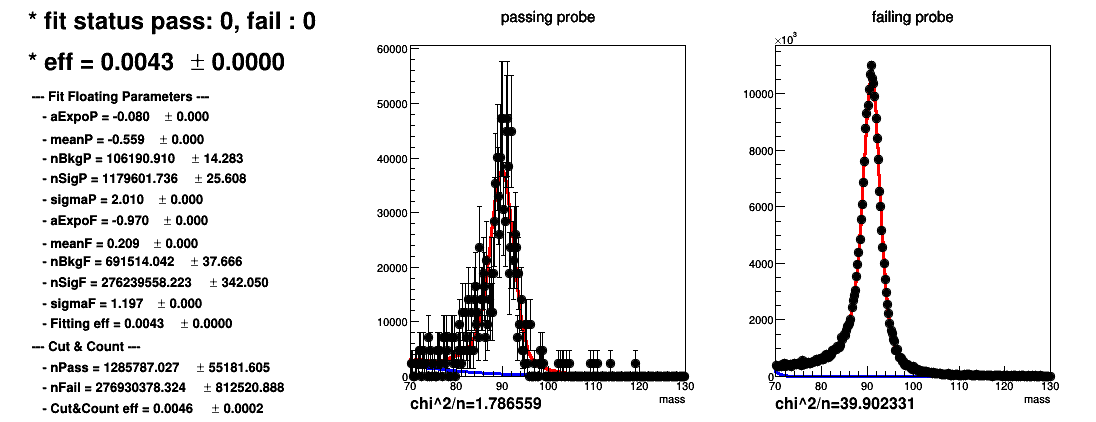 * fit status pass: 0, fail : 0
* eff = 0.0043 ± 0.0000
--- Fit Floating Parameters ---
- aExpoP = -0.080 ± 0.000
- meanP = -0.559 ± 0.000
- nBkgP = 106190.910 ± 14.283
- nSigP = 1179601.736 ± 25.608
- sigmaP = 2.010 ± 0.000
- aExpoF = -0.970 ± 0.000
- meanF = 0.209 ± 0.000
- nBkgF = 691514.042 ± 37.666
- nSigF = 276239558.223 ± 342.050
- sigmaF = 1.197 ± 0.000
- Fitting eff = 0.0043 ± 0.0000
--- Cut & Count ---
- nPass = 1285787.027 ± 55181.605
- nFail = 276930378.324 ± 812520.888
- Cut&Count eff = 0.0046 ± 0.0002
passing probe
60000
50000
40000
30000
20000
10000
0
70 80 90 100 110 120 130
mass
chi^2/n=1.786559
failing probe
×10³
10000
8000
6000
4000
2000
0
70 80 90 100 110 120 130
mass
chi^2/n=39.902331